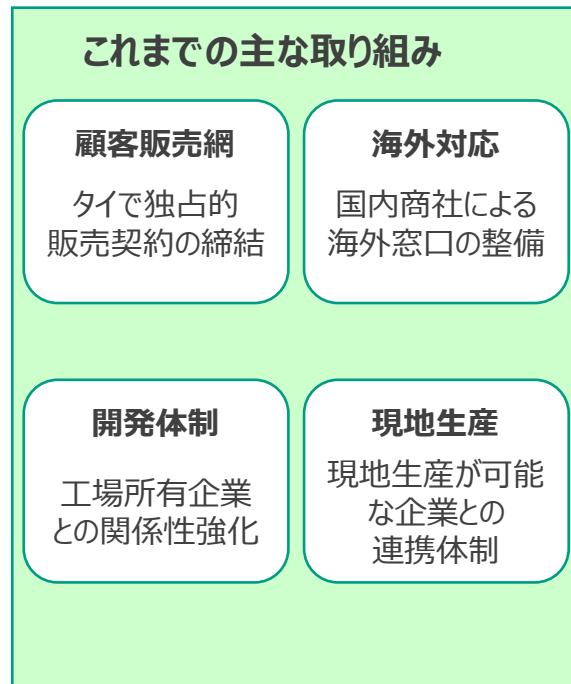 これまでの主な取り組み
顧客販売網
タイで独占的
販売契約の締結
海外対応
国内商社による
海外窓口の整備
開発体制
工場所有企業
との関係性強化
現地生産
現地生産が可能
な企業との
連携体制